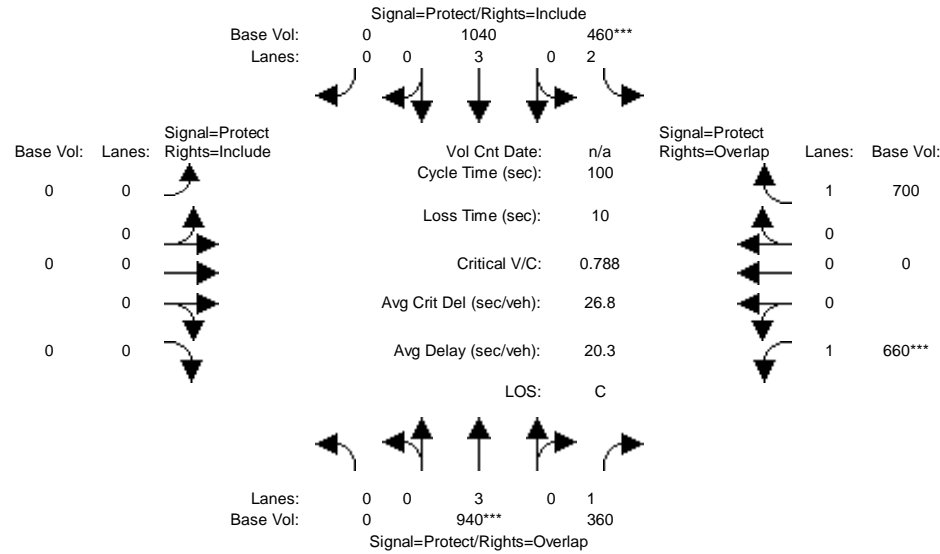 Signal=Protect/Rights=Include
Base Vol: 0 1040 460***
Lanes: 0 0 3 0 2
Signal=Protect
Base Vol: Lanes: Rights=Include
Vol Cnt Date: n/a
Signal=Protect
Rights=Overlap Lanes: Base Vol:
Cycle Time (sec): 100
0 0
1 700
Loss Time (sec): 10
0
0
0 0
Critical V/C: 0.788
0 0
0
Avg Crit Del (sec/veh): 26.8
0
0 0
Avg Delay (sec/veh): 20.3
1 660***
LOS: C
Lanes: 0 0 3 0 1
Base Vol: 0 940*** 360
Signal=Protect/Rights=Overlap